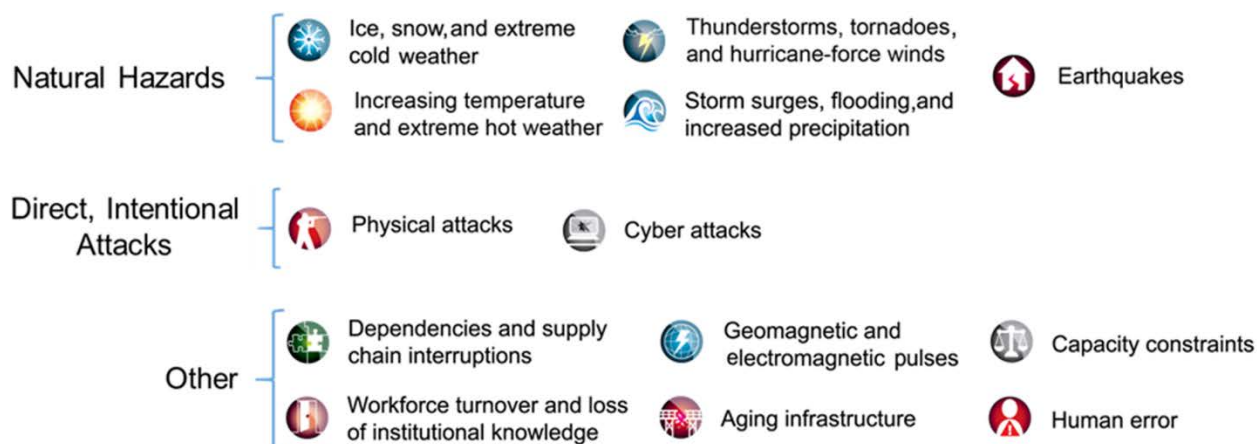 Natural Hazards
Ice, snow,and extreme
cold weather
Thunderstorms, tornadoes,
and hurricane-force winds
Earthquakes
Increasing temperature
and extreme hot weather
Storm surges, flooding,and
increased precipitation
Direct, Intentional
Attacks
Physical attacks
Cyber attacks
Other
Dependencies and supply
chain interruptions
Geomagnetic and
electromagnetic pulses
Capacity constraints
Workforce turnover and loss
of institutional knowledge
Aging infrastructure
Human error